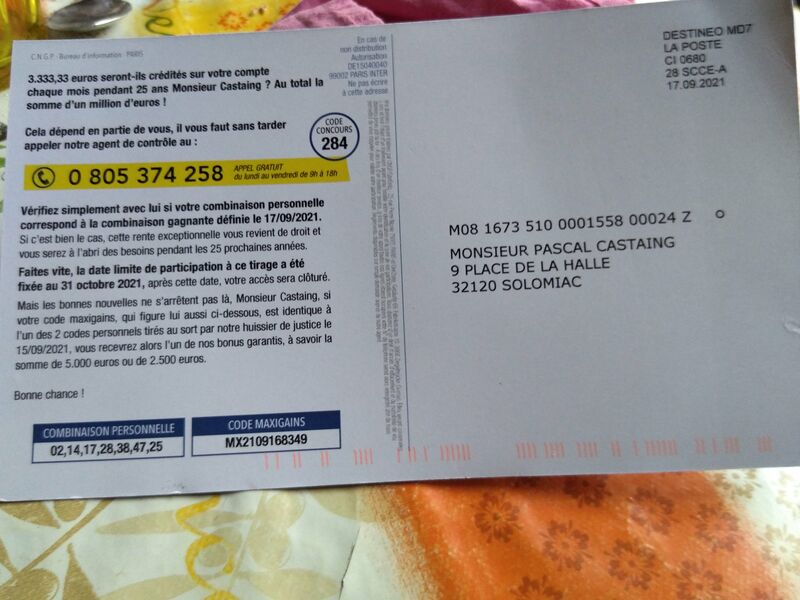 C.N.G.P - Bureau d'information - PARIS
3.333,33 euros seront-ils crédités sur votre compte
chaque mois pendant 25 ans Monsieur Castaing ? Au total la
somme d'un million d'euros !
Cela dépend en partie de vous, il vous faut sans tarder
appeler notre agent de contrôle au :
CODE
CONCOURS
284
0 805 374 258
APPEL GRATUIT
du lundi au vendredi de 9h à 18h
Vérifiez simplement avec lui si votre combinaison personnelle
correspond à la combinaison gagnante définie le 17/09/2021.
Si c'est bien le cas, cette rente exceptionnelle vous revient de droit et
vous serez à l'abri des besoins pendant les 25 prochaines années.
Faites vite, la date limite de participation à ce tirage a été
fixée au 31 octobre 2021, après cette date, votre accès sera clôturé.
Mais les bonnes nouvelles ne s'arrêtent pas là, Monsieur Castaing, si
votre code maxigains, qui figure lui aussi ci-dessous, est identique à
l'un des 2 codes personnels tirés au sort par notre huissier de justice le
15/09/2021, vous recevrez alors l'un de nos bonus garantis, à savoir la
somme de 5.000 euros ou de 2.500 euros.
Bonne chance !
COMBINAISON PERSONNELLE
02,14,17,28,38,47,25
CODE MAXIGAINS
MX2109168349
En cas de
non distribution
Autorisation
DE15040040
99002 PARIS INTER
Ne pas écrire
à cette adresse
DESTINEO MD7
LA POSTE
CI 0680
28 SCCE-A
17.09.2021
M08 1673 510 0001558 00024 Z
MONSIEUR PASCAL CASTAING
9 PLACE DE LA HALLE
32120 SOLOMIAC